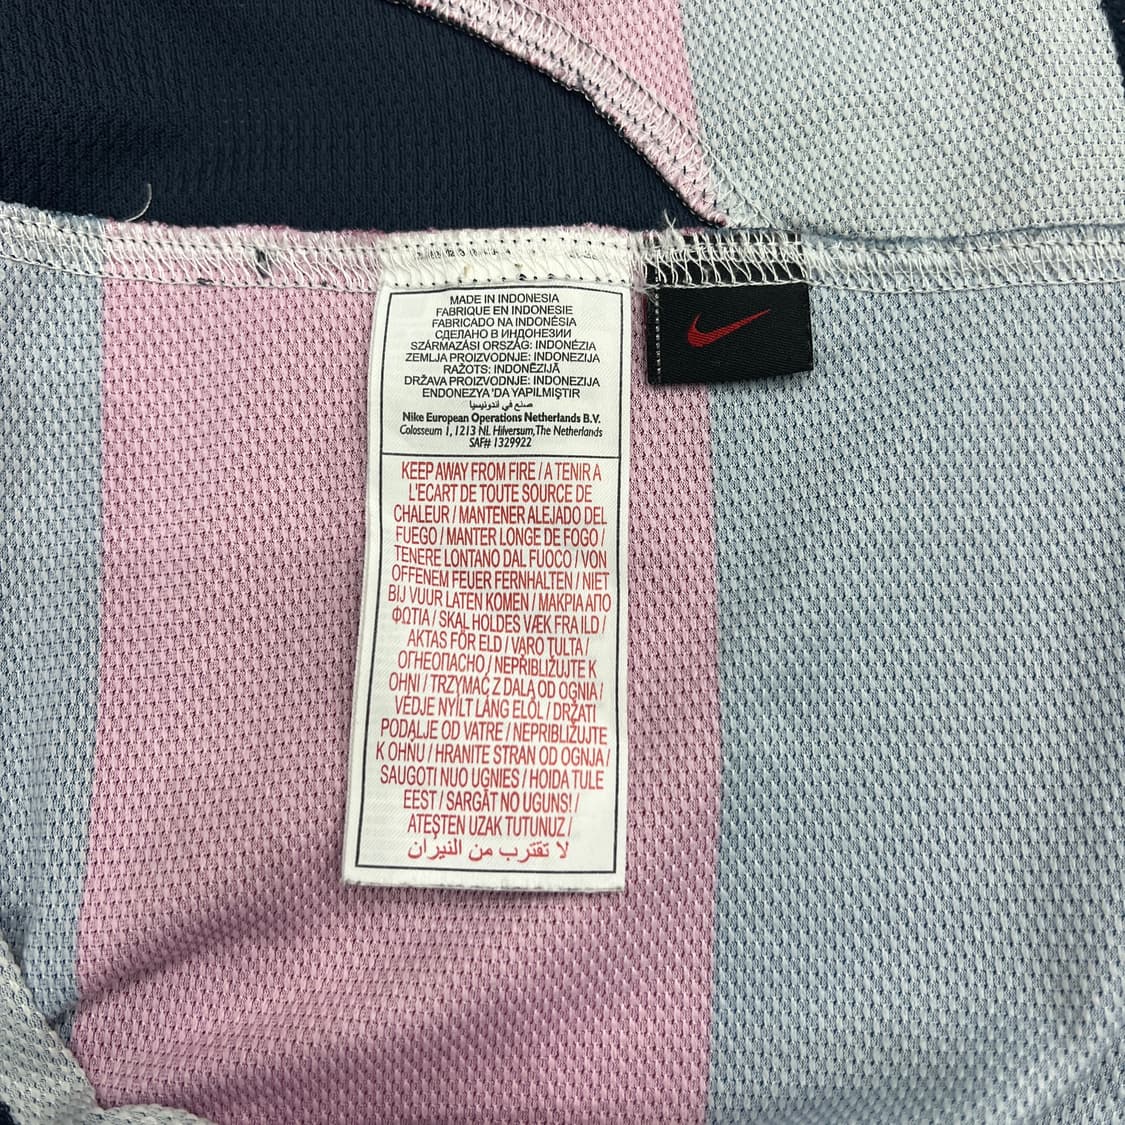 MADE IN INDONESIA
FABRIQUE EN INDONESIE
FABRICADO NA INDONÉSIA
СДЕЛАНО В ИНДОНЕЗИИ
SZÁRMAZÁSI ORSZÁG: INDONÉZIA
ZEMLJA PROIZVODNJE: INDONEZIJA
RAŽOTS: INDONĒZIJĀ
DRŽAVA PROIZVODNJE: INDONEZIJA
ENDONEZYA'DA YAPILMIŞTIR
صنع في أندونيسيا
Nike European Operations Netherlands B.V.
Colosseum 1, 1213 NL Hilversum, The Netherlands
SAF# 1329922
KEEP AWAY FROM FIRE / A TENIR A
L'ECART DE TOUTE SOURCE DE
CHALEUR / MANTENER ALEJADO DEL
FUEGO / MANTER LONGE DE FOGO /
TENERE LONTANO DAL FUOCO / VON
OFFENEM FEUER FERNHALTEN / NIET
BIJ VUUR LATEN KOMEN / ΜΑΚΡΙΑ ΑΠΟ
ΦΩΤΙΑ / SKAL HOLDES VÆK FRA ILD /
AKTAS FÖR ELD / VARO TULTA /
ОГНЕОПАСНО / NEPŘIBLIŽUJTE K
OHNI / TRZYMAĆ Z DALA OD OGNIA /
VÉDJE NYÍLT LÁNG ELŐL / DRŽATI
PODALJE OD VATRE / NEPRIBLIŽUJTE
K OHŇU / HRANITE STRAN OD OGNJA /
SAUGOTI NUO UGNIES / HOIDA TULE
EEST / SARGĀT NO UGUNS! /
ATEŞTEN UZAK TUTUNUZ /
لا تقترب من النيران